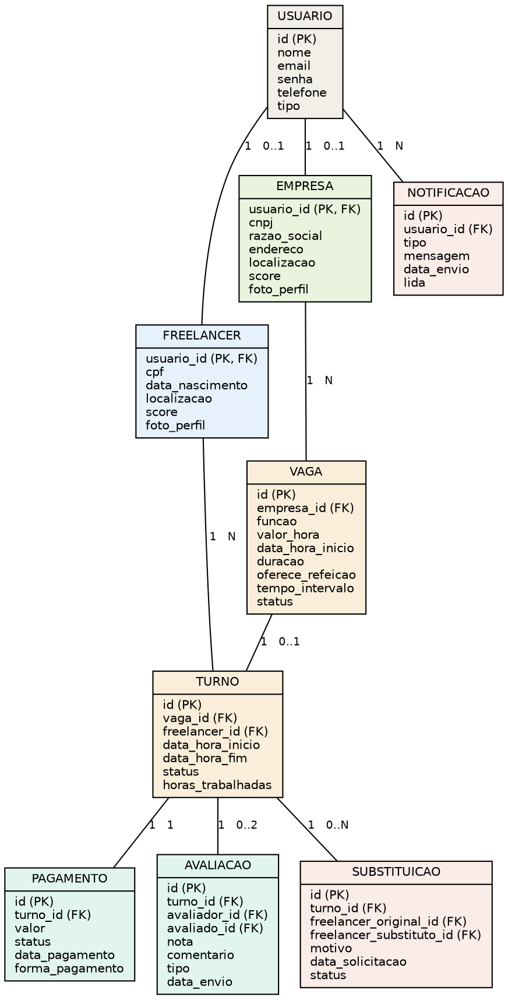 USUARIO
id (PK)
nome
email
senha
telefone
tipo
1 0..1
1 0..1
1 N
EMPRESA
usuario_id (PK, FK)
cnpj
razao_social
endereco
localizacao
score
foto_perfil
NOTIFICACAO
id (PK)
usuario_id (FK)
tipo
mensagem
data_envio
lida
FREELANCER
usuario_id (PK, FK)
cpf
data_nascimento
localizacao
score
foto_perfil
1 N
VAGA
id (PK)
empresa_id (FK)
funcao
valor_hora
data_hora_inicio
duracao
oferece_refeicao
tempo_intervalo
status
1 N
1 0..1
TURNO
id (PK)
vaga_id (FK)
freelancer_id (FK)
data_hora_inicio
data_hora_fim
status
horas_trabalhadas
1 1
1 0..2
1 0..N
PAGAMENTO
id (PK)
turno_id (FK)
valor
status
data_pagamento
forma_pagamento
AVALIACAO
id (PK)
turno_id (FK)
avaliador_id (FK)
avaliado_id (FK)
nota
comentario
tipo
data_envio
SUBSTITUICAO
id (PK)
turno_id (FK)
freelancer_original_id (FK)
freelancer_substituto_id (FK)
motivo
data_solicitacao
status